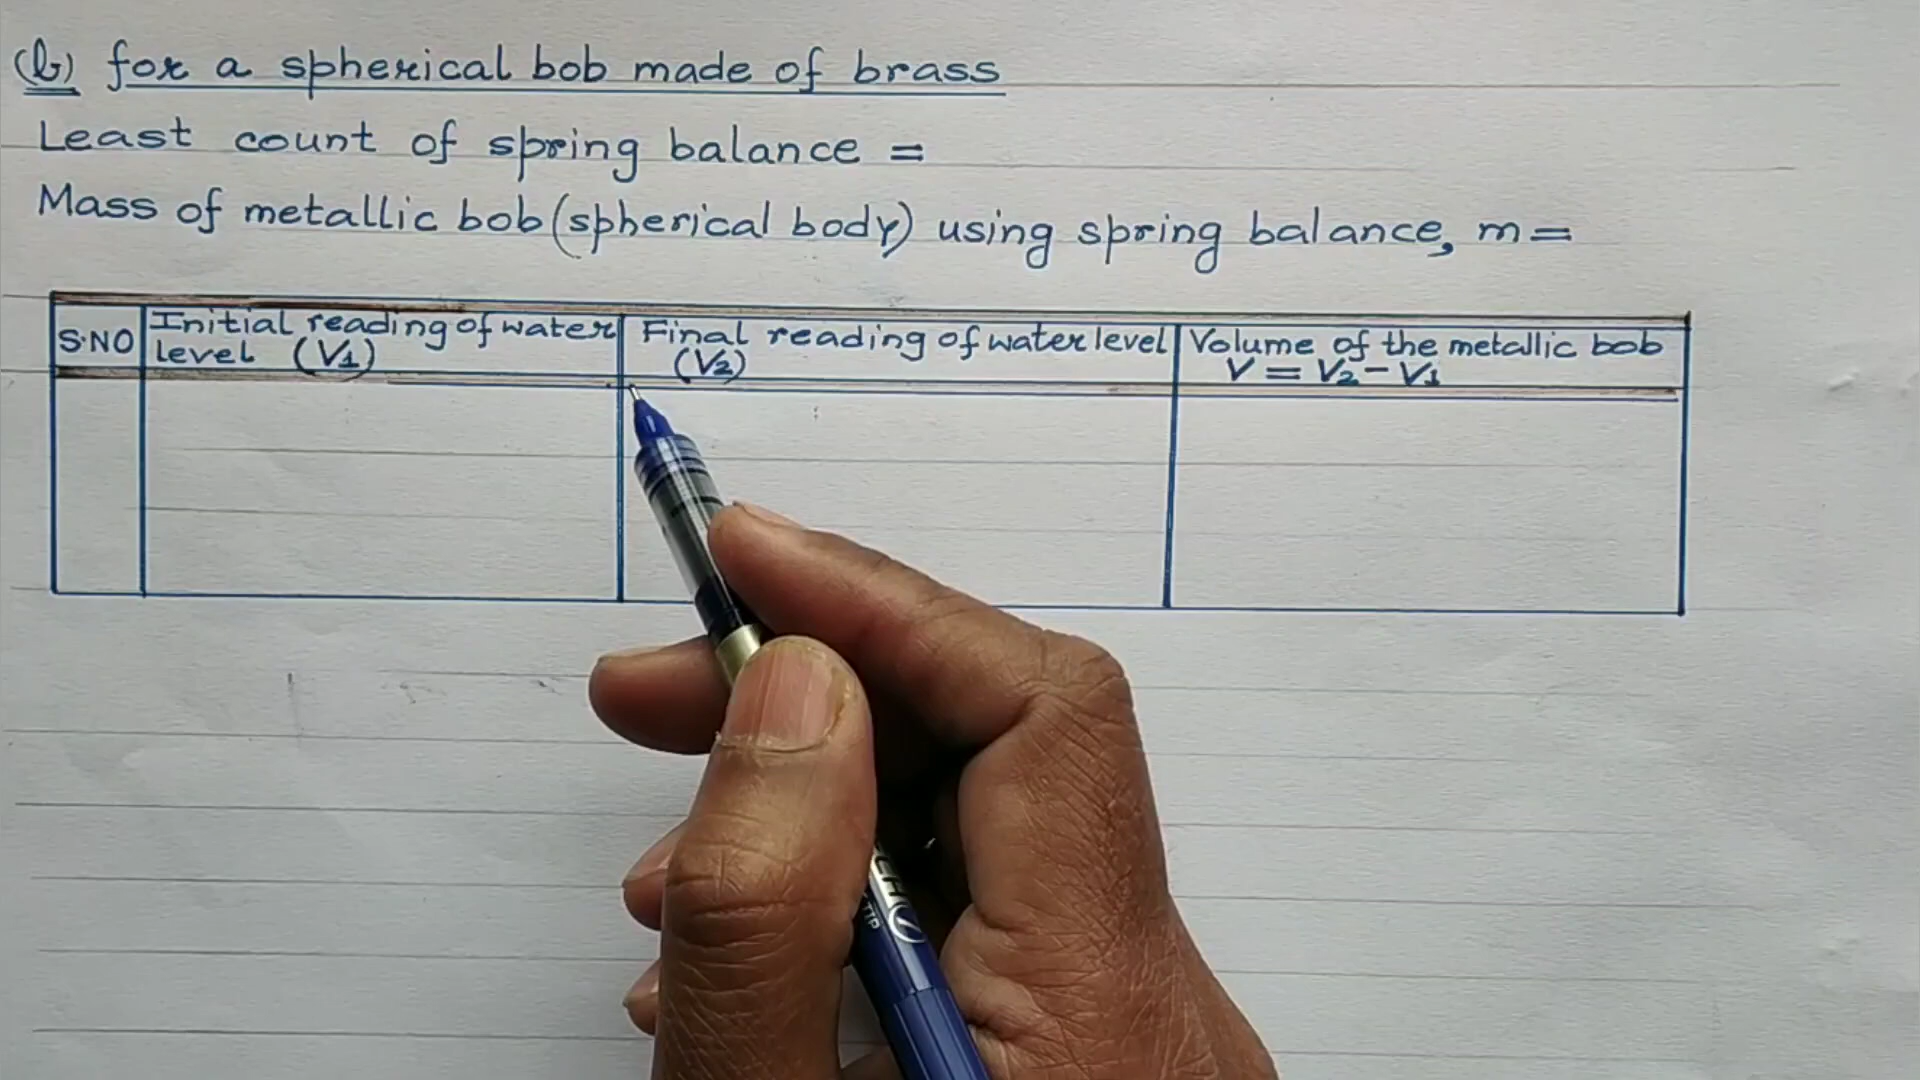 (b) for a spherical bob made of brass
Least count of spring balance =
Mass of metallic bob (spherical body) using spring balance, m =
S.NO
Initial reading of water
level (V1)
Final reading of water level
(V2)
Volume of the metallic bob
V = V2 - V1